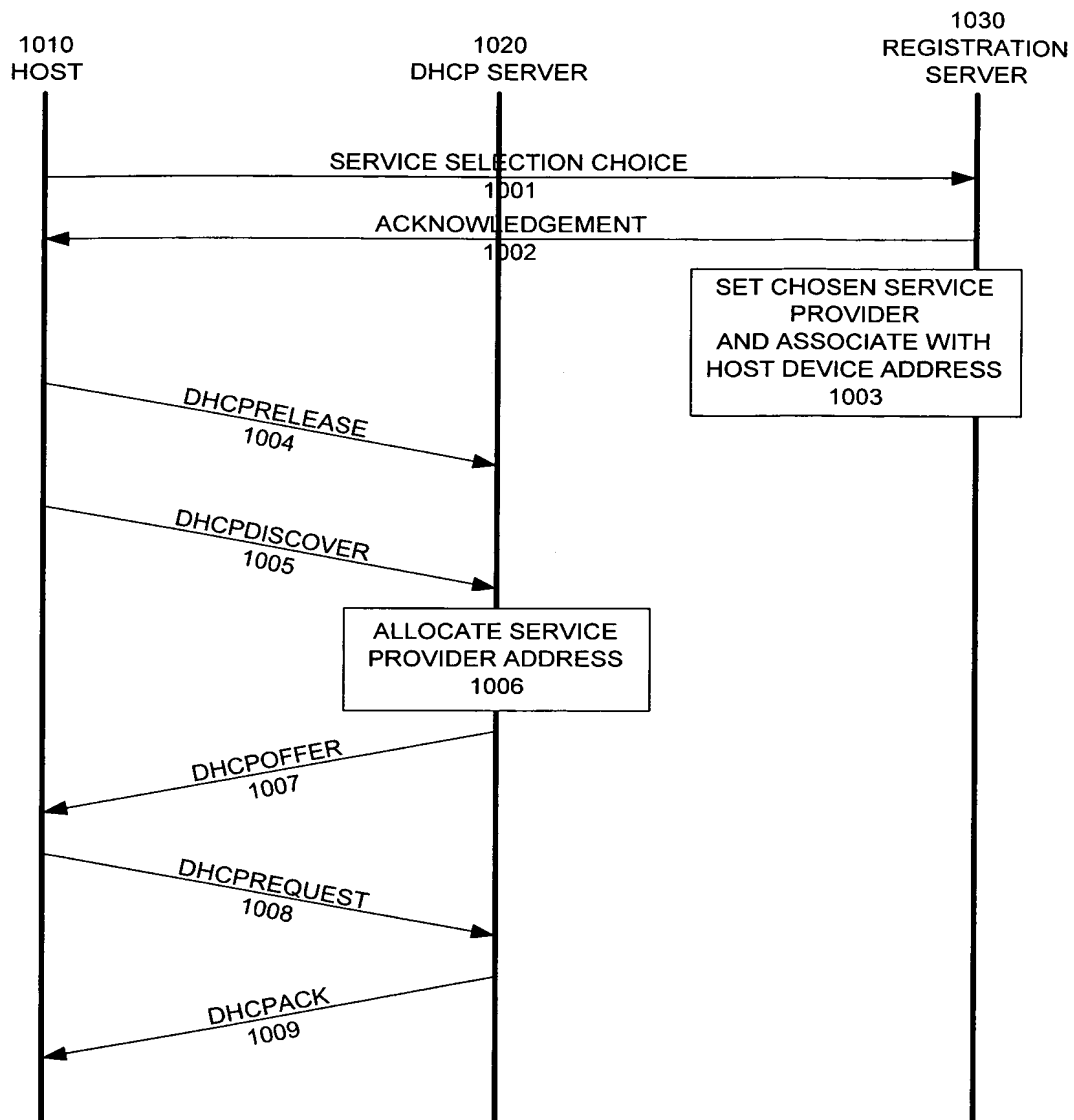 1010
HOST
1020
DHCP SERVER
1030
REGISTRATION
SERVER
SERVICE SELECTION CHOICE
1001
ACKNOWLEDGEMENT
1002
SET CHOSEN SERVICE
PROVIDER
AND ASSOCIATE WITH
HOST DEVICE ADDRESS
1003
DHCPRELEASE
1004
DHCPDISCOVER
1005
ALLOCATE SERVICE
PROVIDER ADDRESS
1006
DHCPOFFER
1007
DHCPREQUEST
1008
DHCPACK
1009